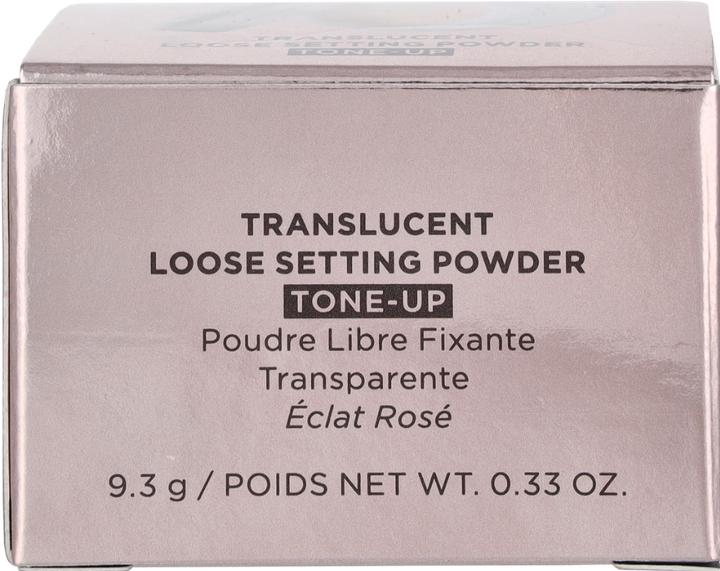 TRANSLUCENT
LOOSE SETTING POWDER
TONE-UP
TRANSLUCENT
LOOSE SETTING POWDER
TONE-UP
Poudre Libre Fixante
Transparente
Éclat Rosé
9.3 g / POIDS NET WT. 0.33 OZ.